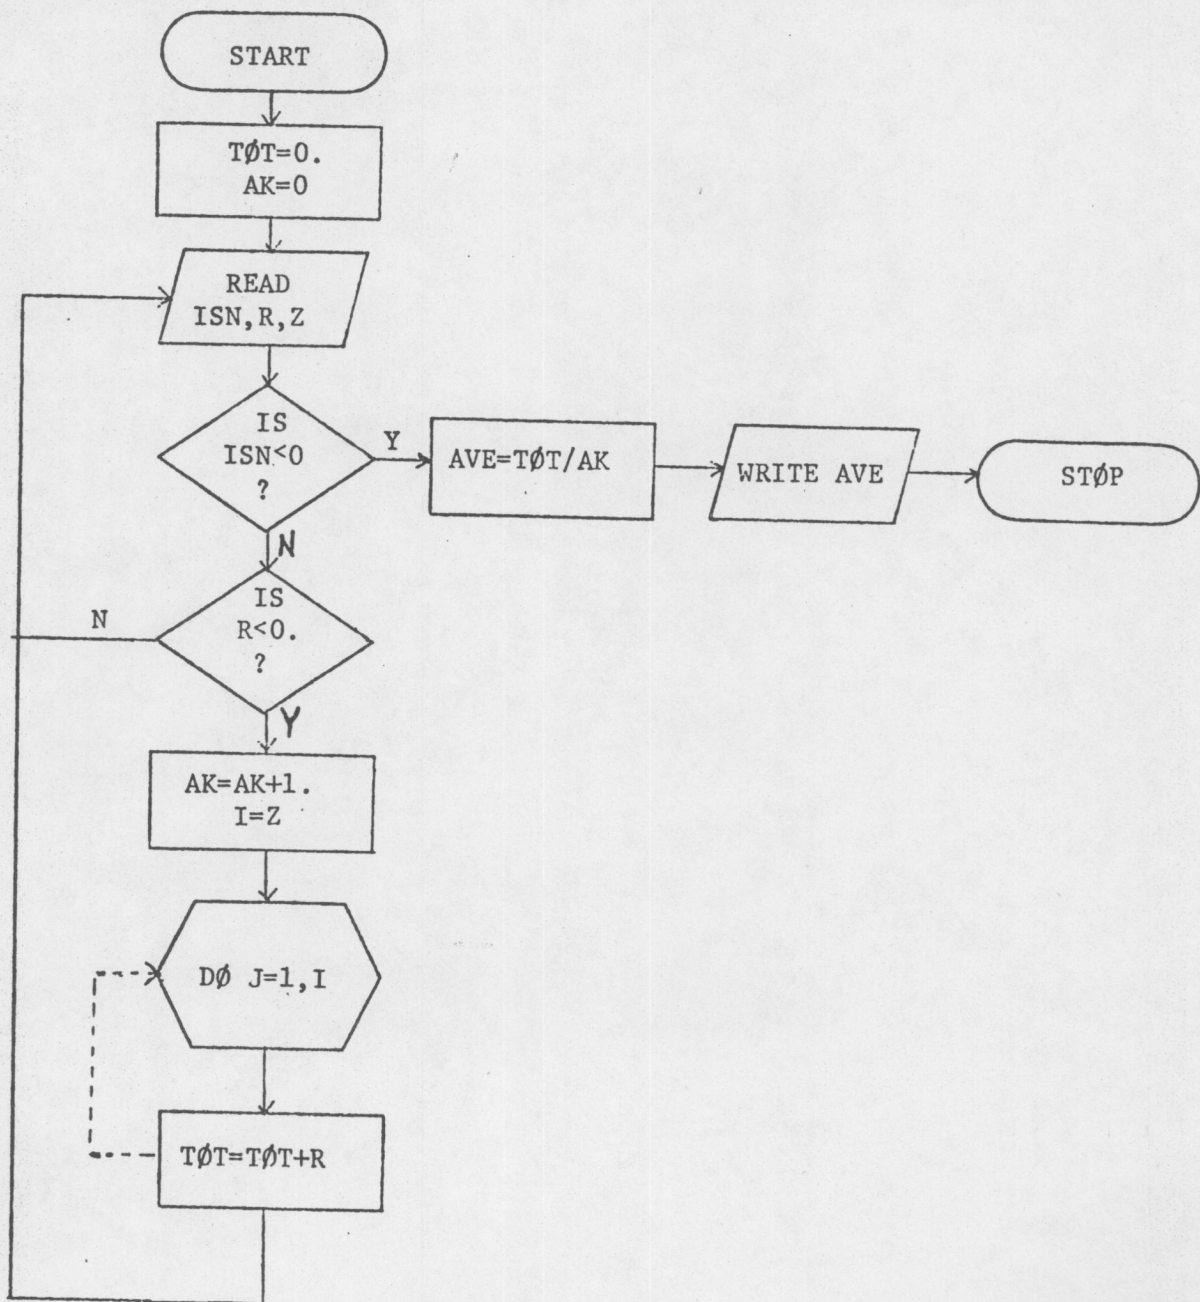 START
TØT=0.
AK=0
READ
ISN,R,Z
IS
ISN<0
?
Y
AVE=TØT/AK
WRITE AVE
STØP
N
IS
R<0.
?
N
Y
AK=AK+1.
I=Z
DØ J=1,I
TØT=TØT+R